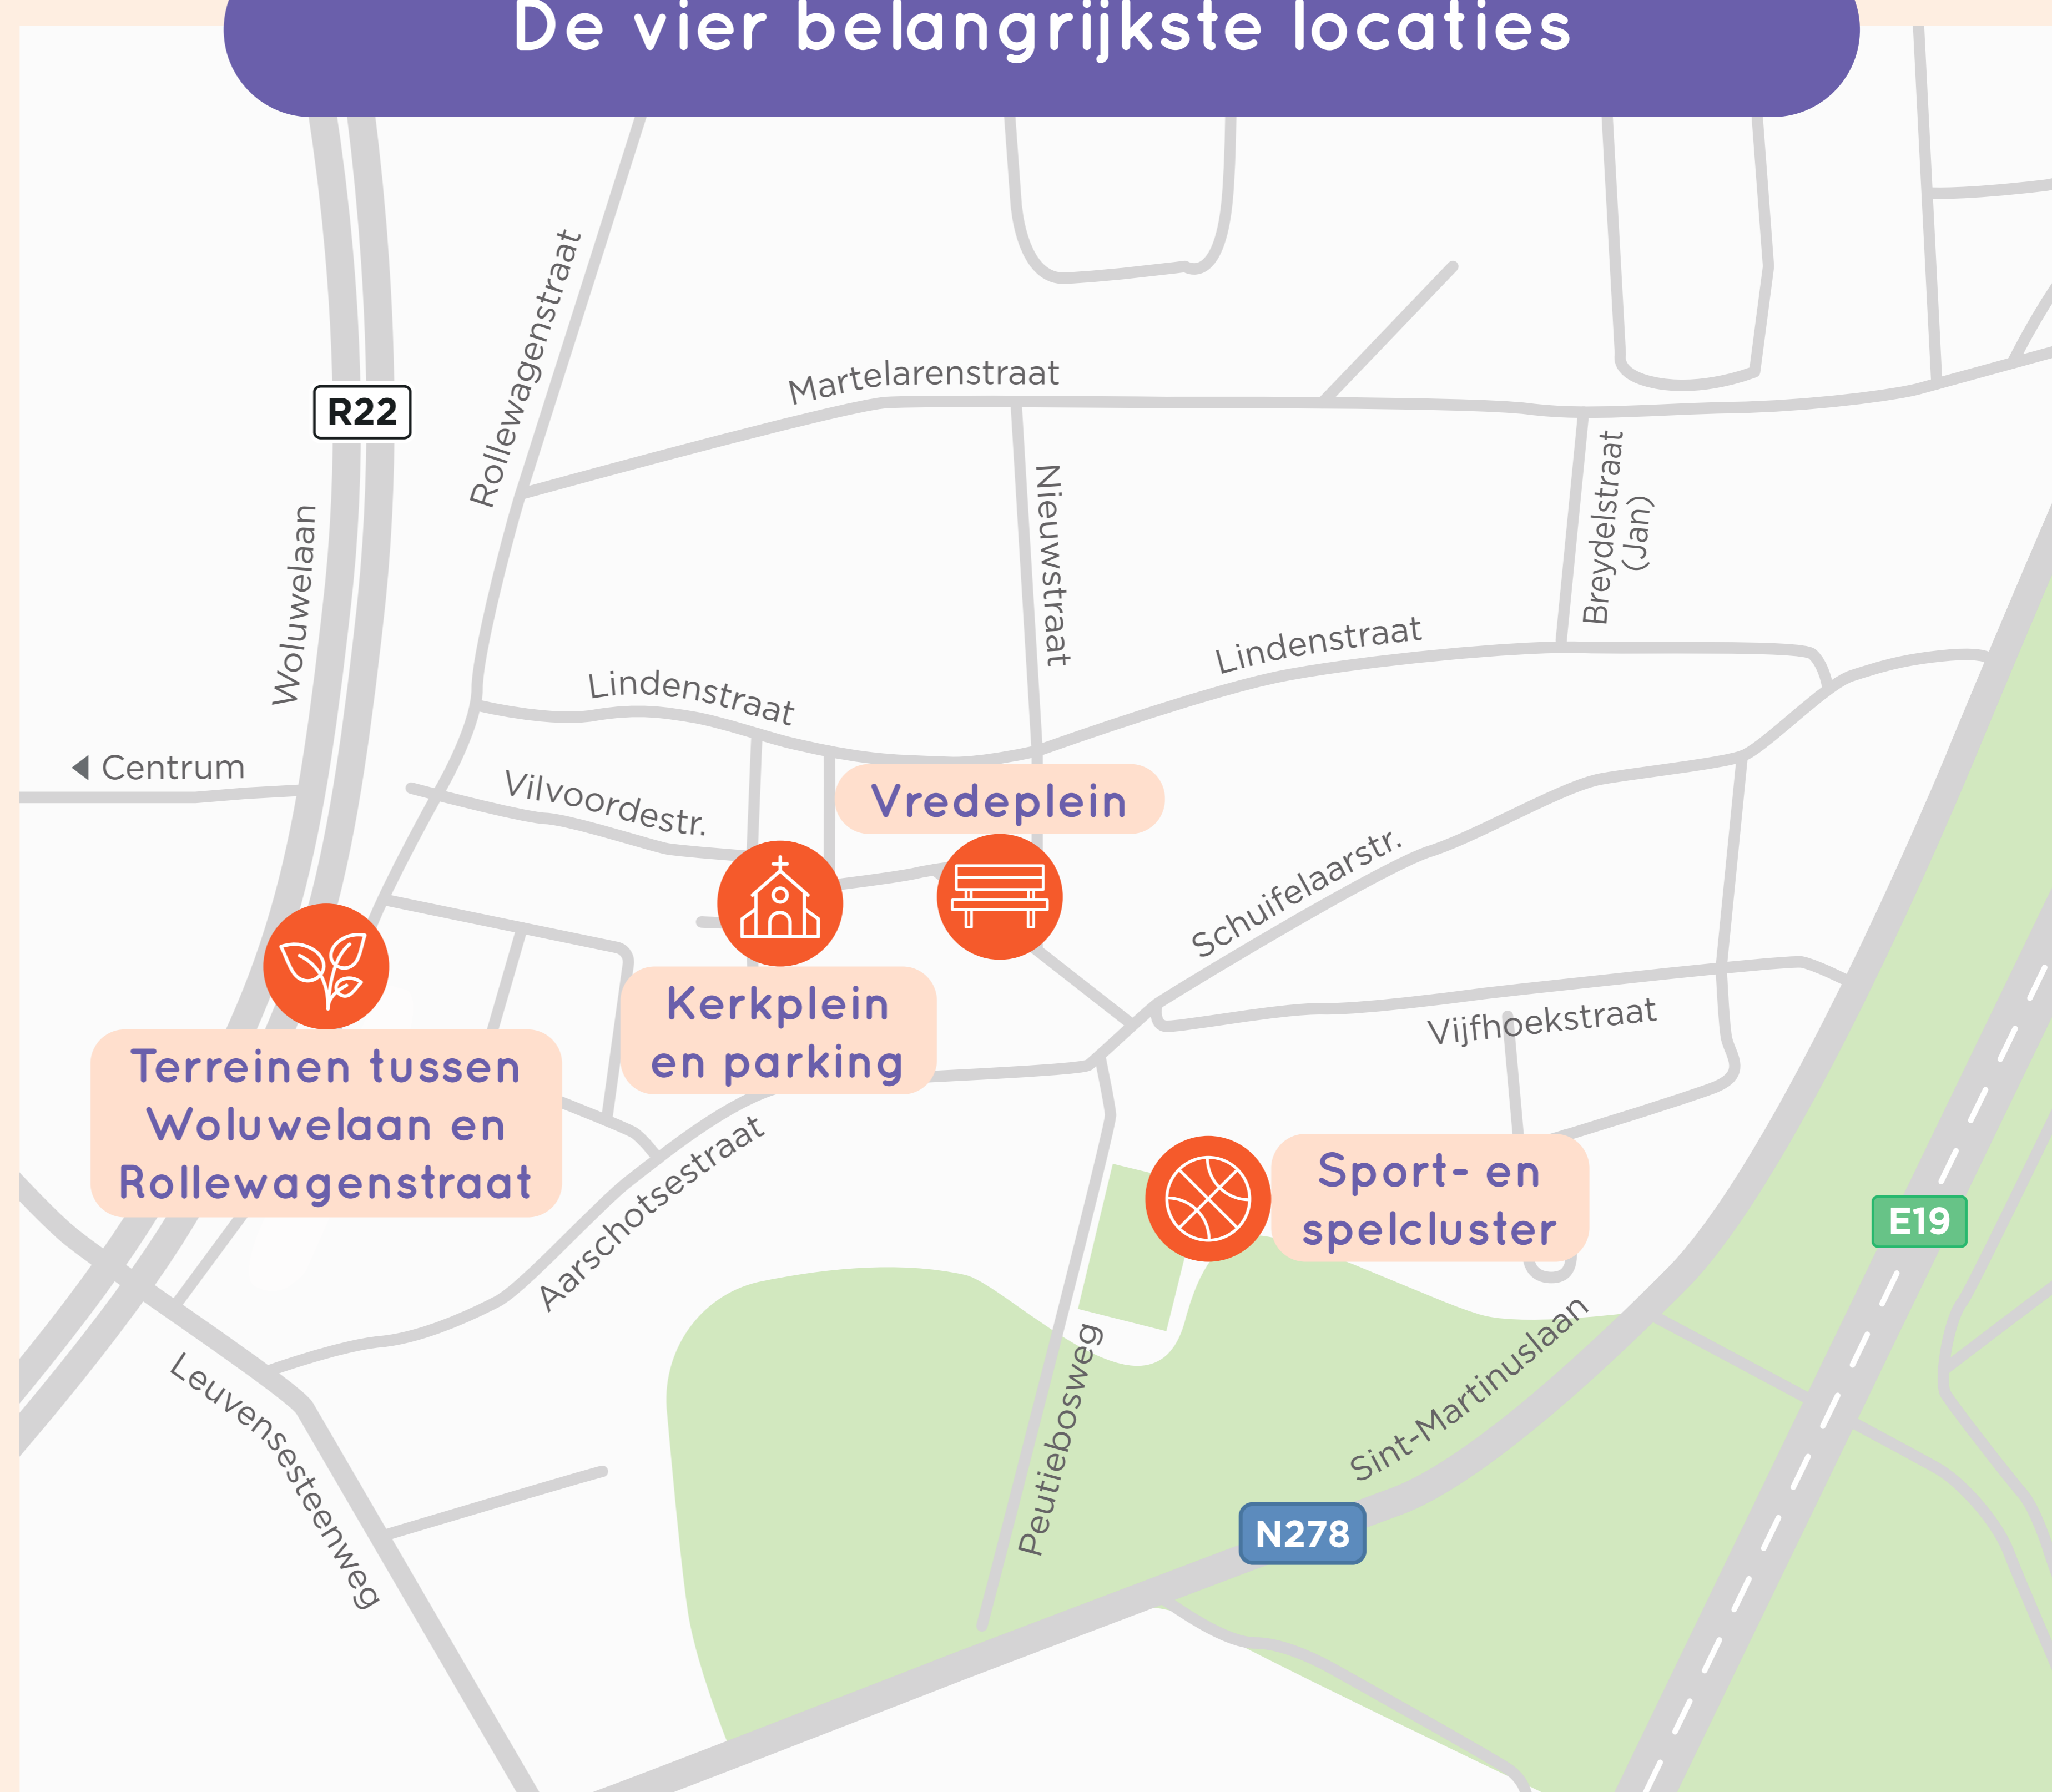 De vier belangrijkste locaties
Rollewagenstraat
Martelarenstraat
R22
Nieuwstraat
Breydelstraat
(Jan)
Woluwelaan
Lindenstraat
Lindenstraat
Centrum
Vilvoordestr.
Vredeplein
Schuifelaarstr.
Kerkplein
en parking
Vijfhoekstraat
Terreinen tussen
Woluwelaan en
Rollewagenstraat
Aarschotsestraat
Sport- en
spelcluster
E19
Leuvensesteenweg
Peutiebosweg
Sint-Martinuslaan
N278